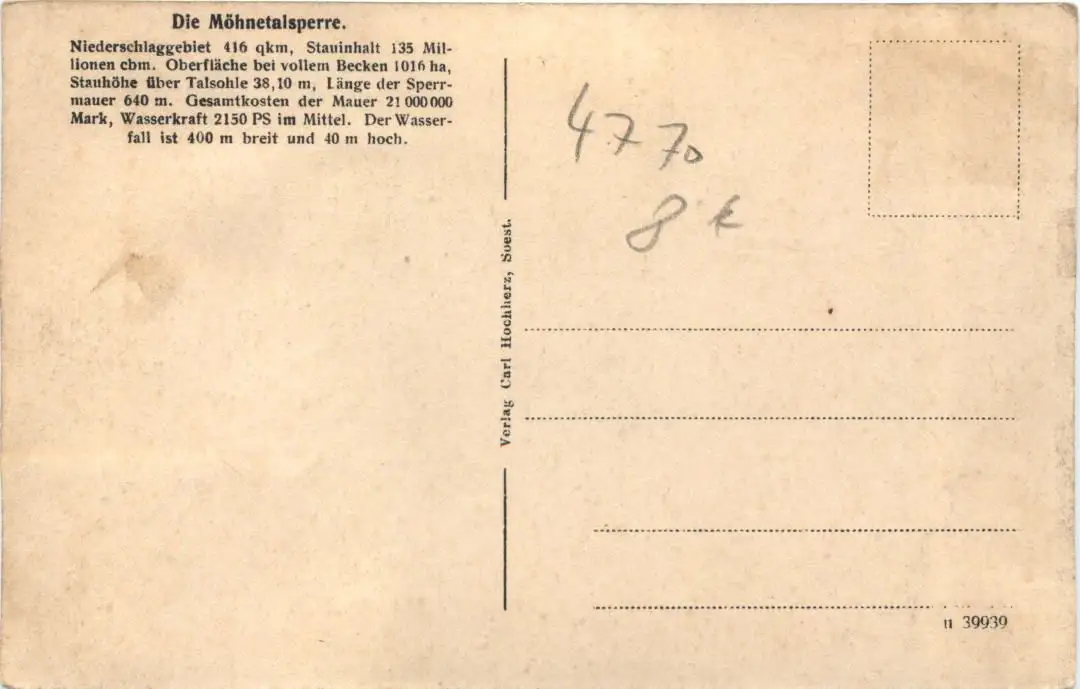 Die Möhnetalsperre.
Niederschlaggebiet 416 qkm, Stauinhalt 135 Mil-
lionen cbm. Oberfläche bei vollem Becken 1016 ha,
Stauhöhe über Talsohle 38,10 m, Länge der Sperr-
mauer 640 m. Gesamtkosten der Mauer 21 000 000
Mark, Wasserkraft 2150 PS im Mittel. Der Wasser-
fall ist 400 m breit und 40 m hoch.
Verlag Carl Hochherz, Soest.
4770
8 €
n 39939